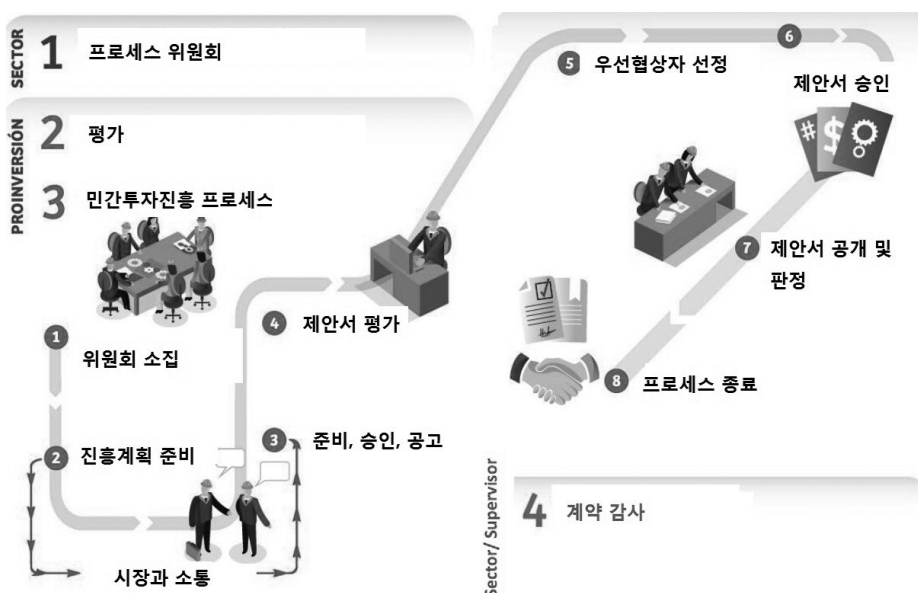 SECTOR
1 프로세스 위원회
PROINVERSIÓN
2 평가
3 민간투자진흥 프로세스
1
위원회 소집
2 진흥계획 준비
시장과 소통
3 준비, 승인, 공고
4 제안서 평가
5 우선협상자 선정
6
제안서 승인
# $
7 제안서 공개 및
판정
8 프로세스 종료
Sector/ Supervisor
4 계약 감사